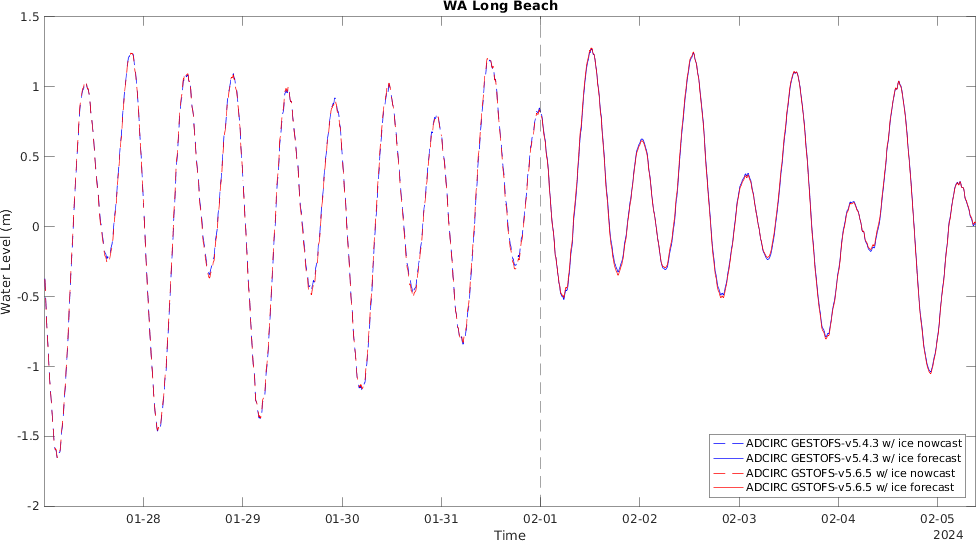 WA Long Beach
1.5
1
0.5
0
-0.5
-1
-1.5
-2
Water Level (m)
ADCIRC GESTOFS-v5.4.3 w/ ice nowcast
ADCIRC GESTOFS-v5.4.3 w/ ice forecast
ADCIRC GSTOFS-v5.6.5 w/ ice nowcast
ADCIRC GSTOFS-v5.6.5 w/ ice forecast
01-28 01-29 01-30 01-31 02-01 02-02 02-03 02-04 02-05
Time
2024